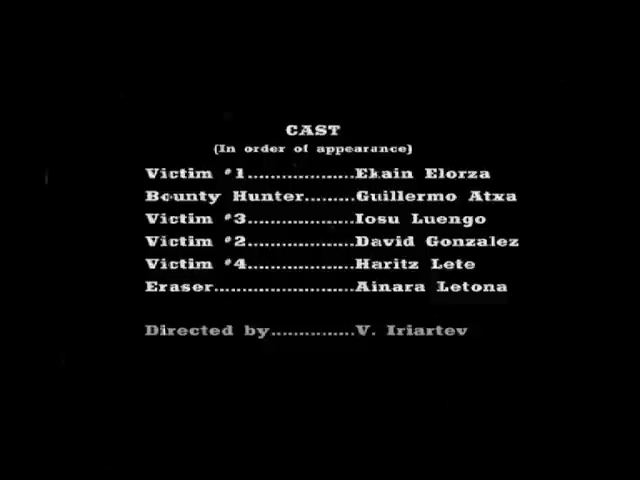 CAST
(In order of appearance)
Victim #1..................Ekain Elorza
Bounty Hunter.........Guillermo Atxa
Victim #3..................Iosu Luengo
Victim #2..................David Gonzalez
Victim #4..................Haritz Lete
Eraser........................Ainara Letona
Directed by..............V. Iriartev